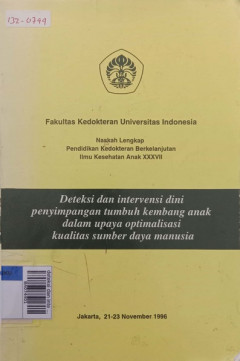 132-0749
Fakultas Kedokteran Universitas Indonesia
Naskah Lengkap
Pendidikan Kedokteran Berkelanjutan
Ilmu Kesehatan Anak XXXVII
Deteksi dan intervensi dini
penyimpangan tumbuh kembang anak
dalam upaya optimalisasi
kualitas sumber daya manusia
Jakarta, 21-23 November 1996